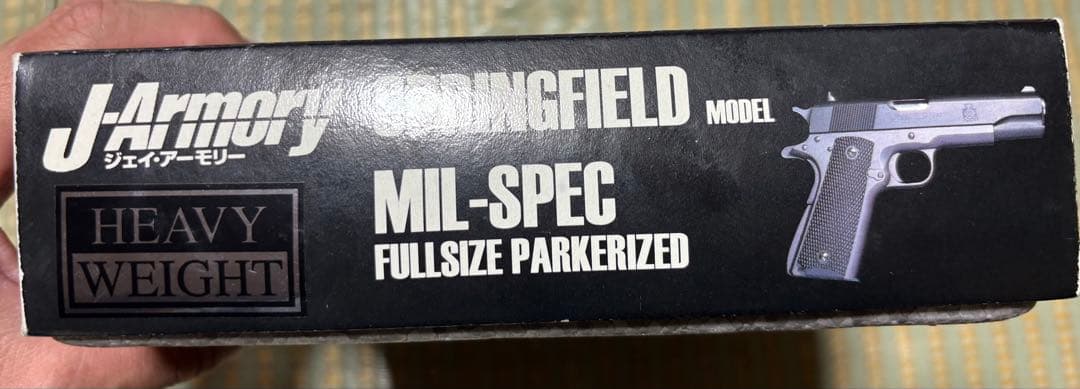 J-Armory
ジェイ・アーモリー
HEAVY
WEIGHT
SPRINGFIELD MODEL
MIL-SPEC
FULLSIZE PARKERIZED